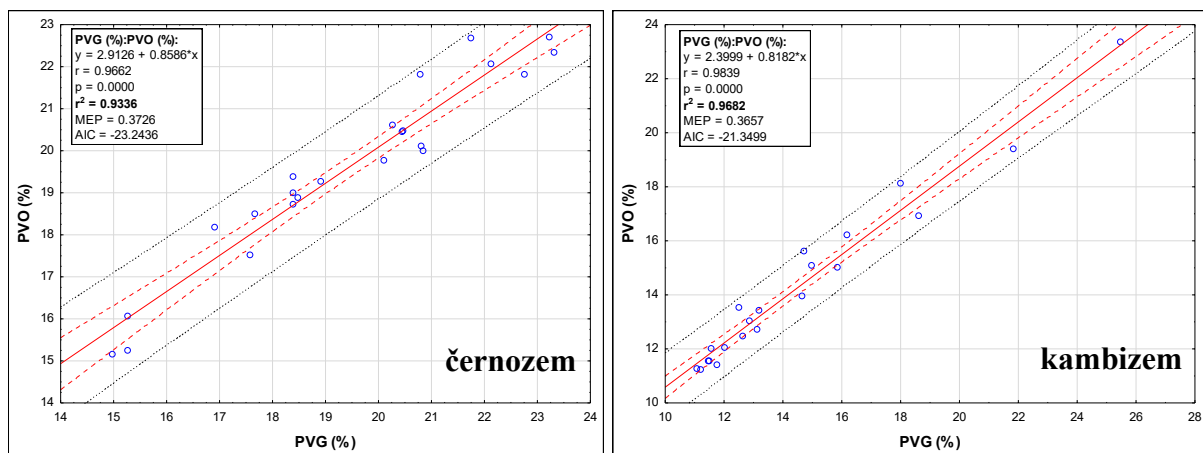 PVG (%):PVO (%):
y = 2.9126 + 0.8586*x
r = 0.9662
p = 0.0000
r² = 0.9336
MEP = 0.3726
AIC = -23.2436
23
22
21
20
19
18
17
16
15
14
PVO (%)
černozem
14 15 16 17 18 19 20 21 22 23 24
PVG (%)
PVG (%):PVO (%):
y = 2.3999 + 0.8182*x
r = 0.9839
p = 0.0000
r² = 0.9682
MEP = 0.3657
AIC = -21.3499
24
22
20
18
16
14
12
10
PVO (%)
kambizem
10 12 14 16 18 20 22 24 26 28
PVG (%)